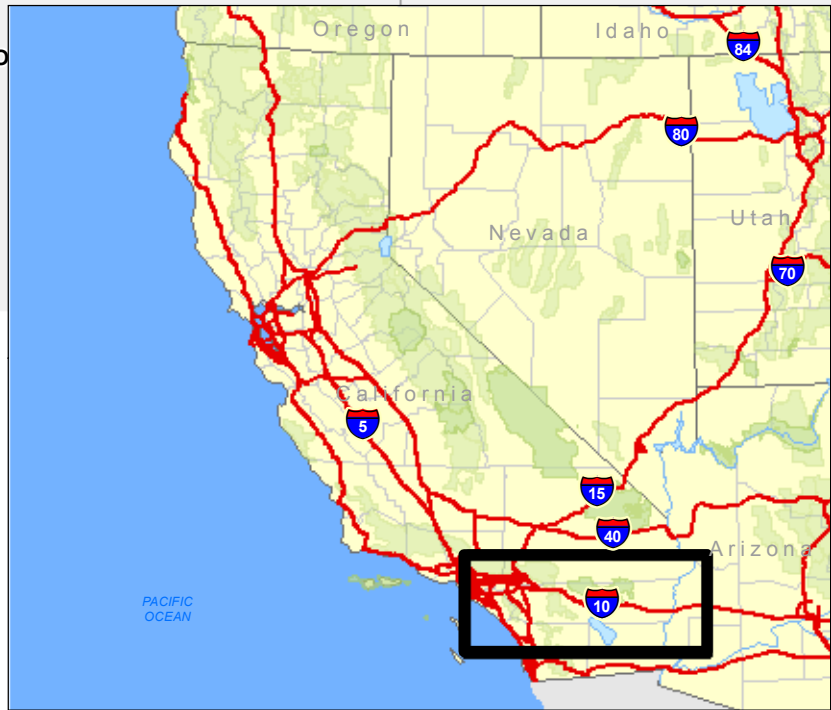 Oregon
Idaho
84
80
Utah
Nevada
70
California
5
15
40
Arizona
10
PACIFIC
OCEAN